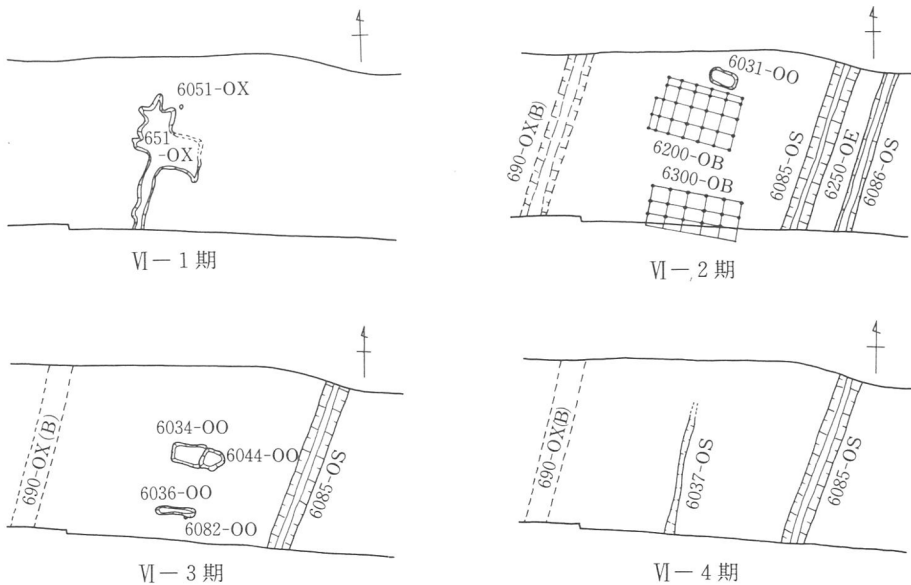 6051-OX
651
-OX
Ⅵ－1期
6031-OO
690-OX(B)
6200-OB
6300-OB
6085-OS
6250-OE
6086-OS
Ⅵ－2期
690-OX(B)
6034-OO
6044-OO
6036-OO
6082-OO
6085-OS
Ⅵ－3期
690-OX(B)
6037-OS
6085-OS
Ⅵ－4期